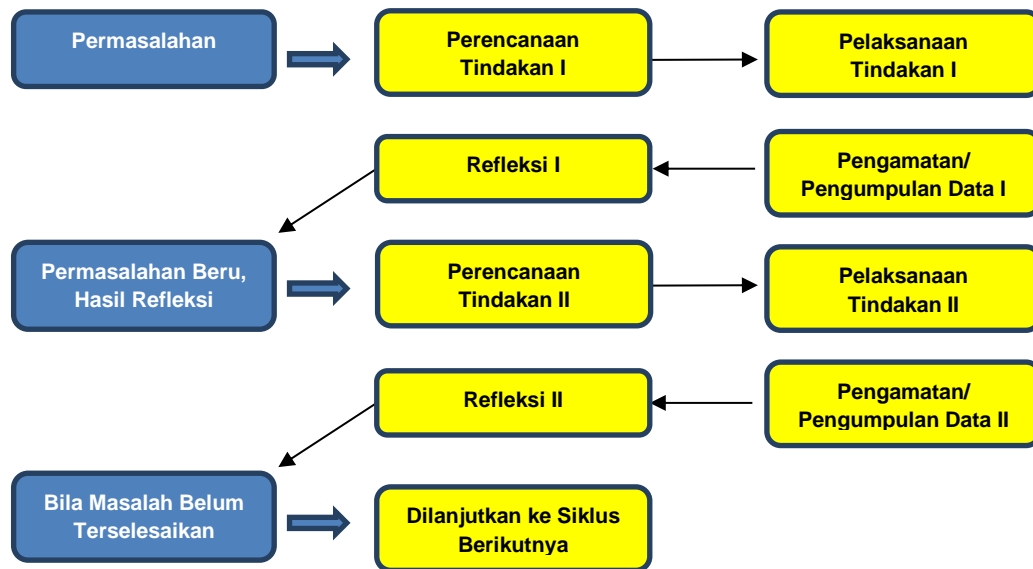 Permasalahan
Perencanaan
Tindakan I
Pelaksanaan
Tindakan I
Refleksi I
Pengamatan/
Pengumpulan Data I
Permasalahan Beru,
Hasil Refleksi
Perencanaan
Tindakan II
Pelaksanaan
Tindakan II
Refleksi II
Pengamatan/
Pengumpulan Data II
Bila Masalah Belum
Terselesaikan
Dilanjutkan ke Siklus
Berikutnya